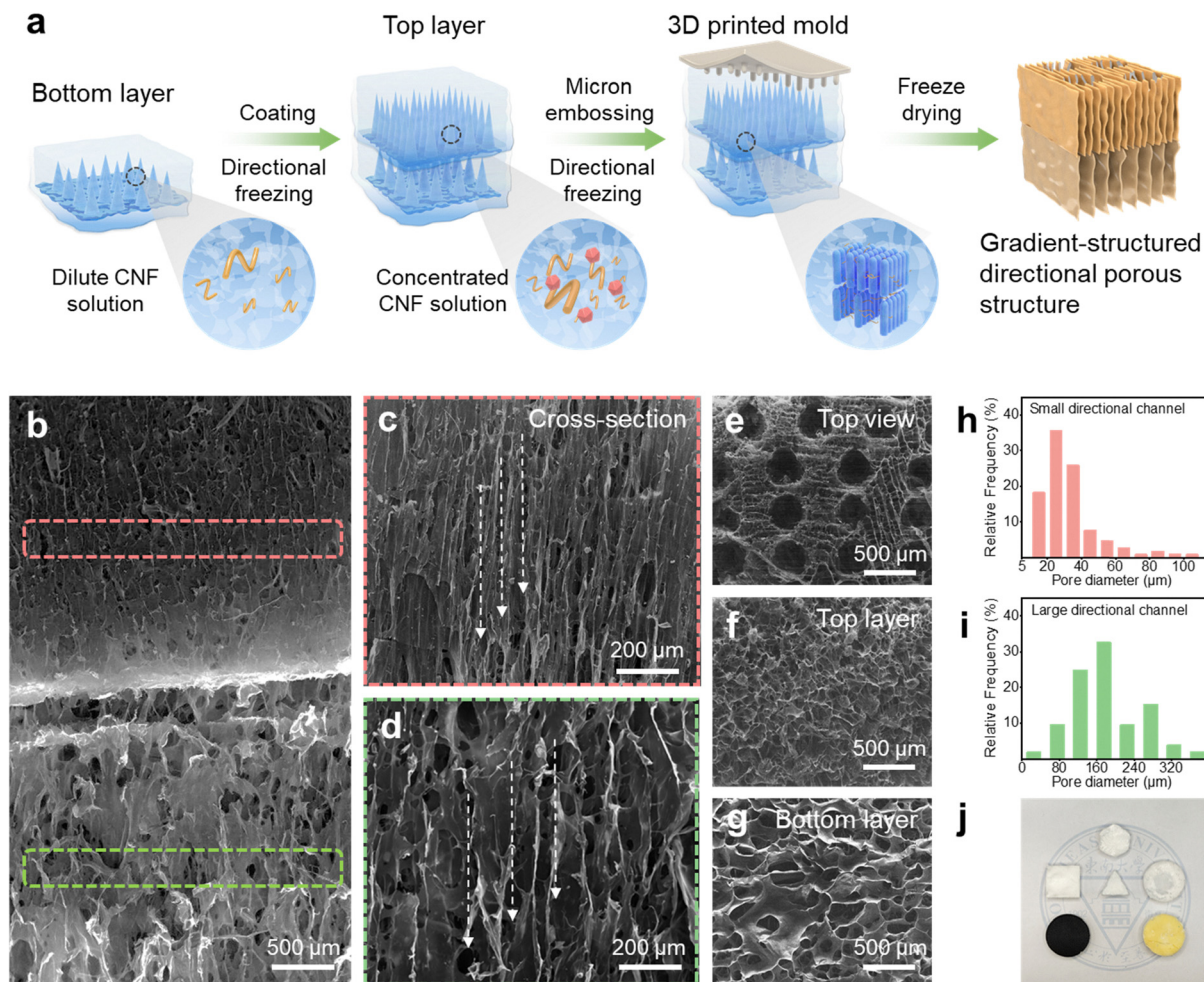 a
Bottom layer
Top layer
3D printed mold
Coating
Directional
freezing
Micron
embossing
Directional
freezing
Freeze
drying
Dilute CNF
solution
Concentrated
CNF solution
Gradient-structured
directional porous
structure
b
500 µm
c
Cross-section
200 µm
d
200 µm
e
Top view
500 µm
f
Top layer
500 µm
g
Bottom layer
500 µm
h
Small directional channel
Relative Frequency (%)
40
30
20
10
5 20 40 60 80 100
Pore diameter (µm)
i
Large directional channel
Relative Frequency (%)
40
30
20
10
0 80 160 240 320
Pore diameter (µm)
j